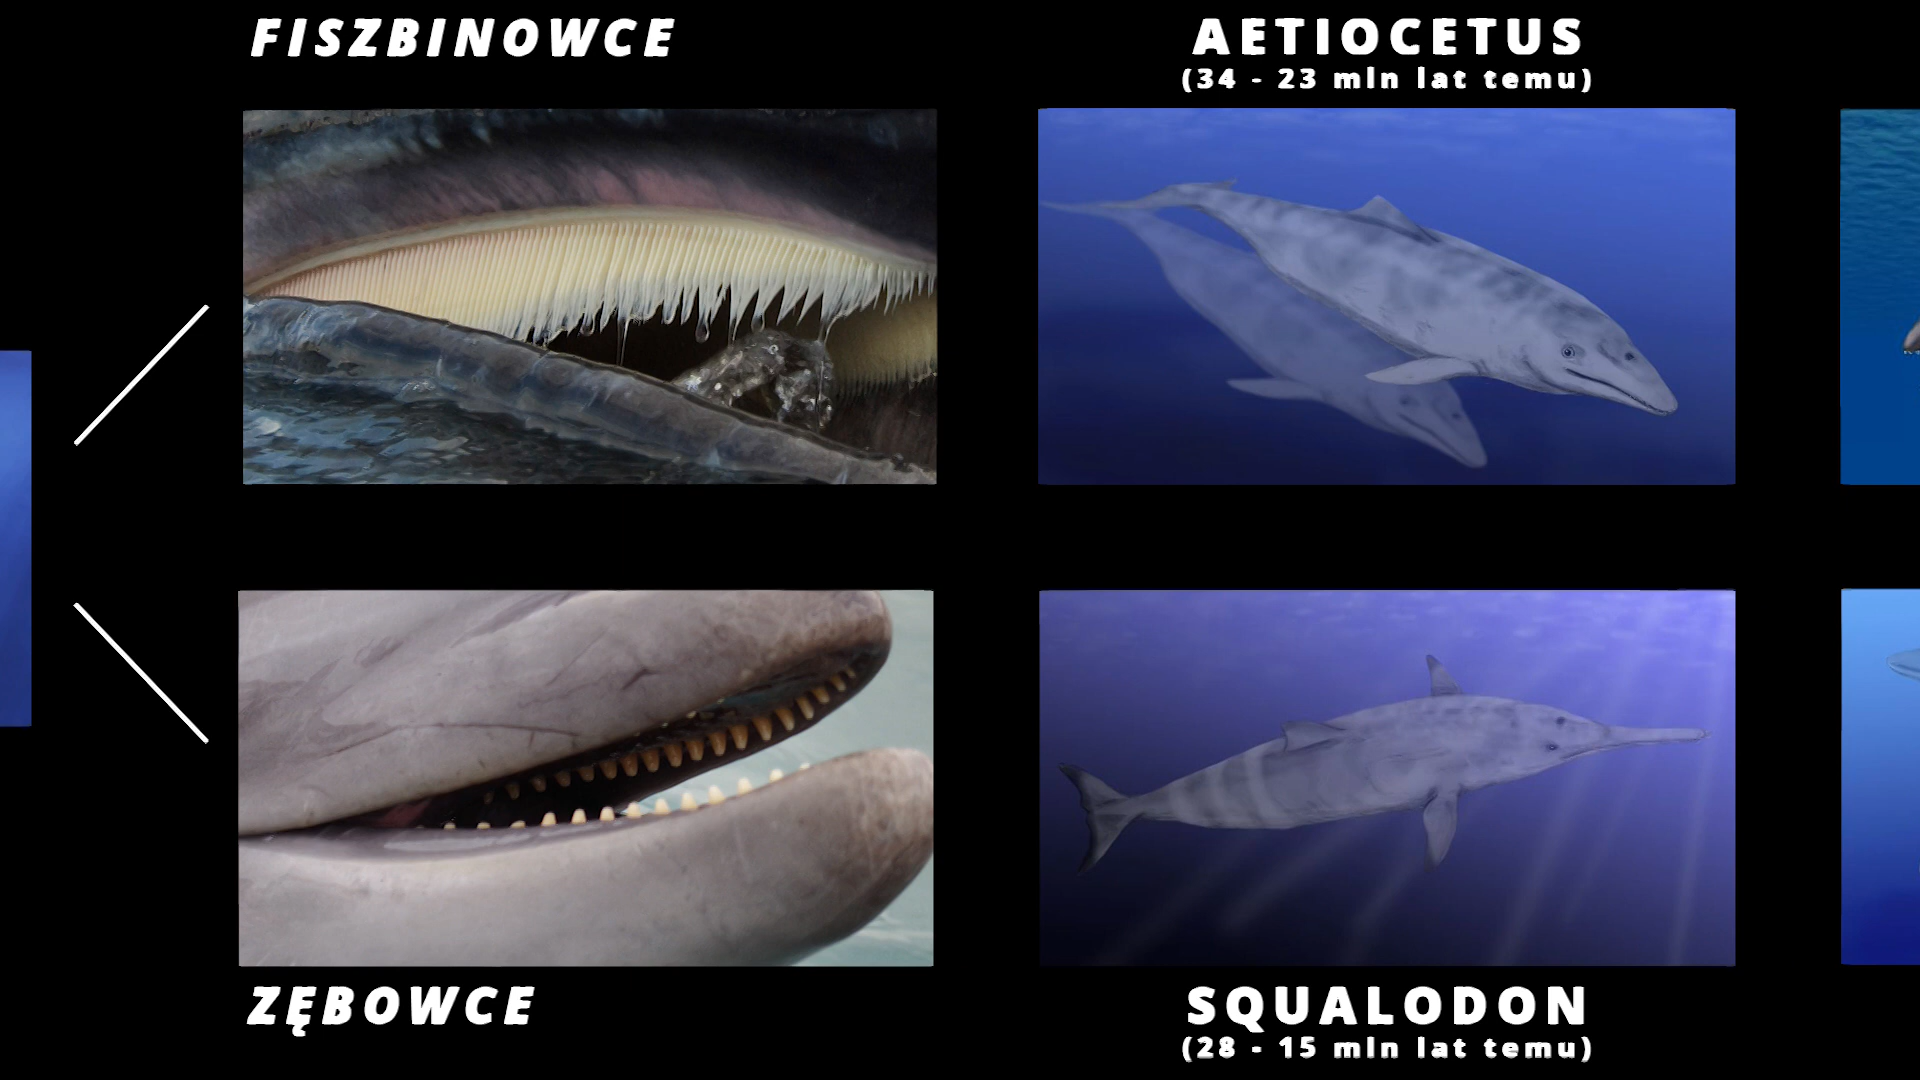 FISZBINOWCE
AETIOCETUS
(34 - 23 mln lat temu)
ZĘBOWCE
SQUALODON
(28 - 15 mln lat temu)